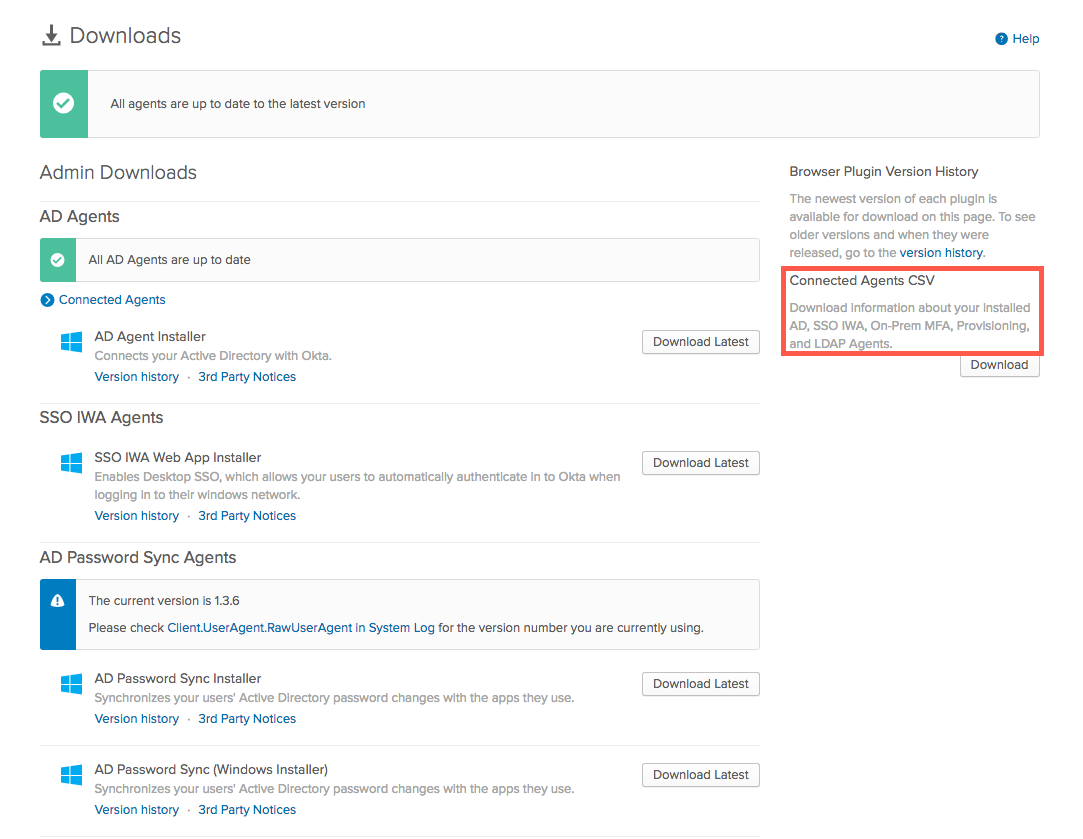 Downloads
Help
All agents are up to date to the latest version
Admin Downloads
AD Agents
All AD Agents are up to date
Connected Agents
AD Agent Installer
Connects your Active Directory with Okta.
Version history · 3rd Party Notices
Download Latest
SSO IWA Agents
SSO IWA Web App Installer
Enables Desktop SSO, which allows your users to automatically authenticate in to Okta when
logging in to their windows network.
Version history · 3rd Party Notices
Download Latest
AD Password Sync Agents
The current version is 1.3.6
Please check Client.UserAgent.RawUserAgent in System Log for the version number you are currently using.
AD Password Sync Installer
Synchronizes your users' Active Directory password changes with the apps they use.
Version history · 3rd Party Notices
Download Latest
AD Password Sync (Windows Installer)
Synchronizes your users' Active Directory password changes with the apps they use.
Version history · 3rd Party Notices
Download Latest
Browser Plugin Version History
The newest version of each plugin is
available for download on this page. To see
older versions and when they were
released, go to the version history.
Connected Agents CSV
Download information about your installed
AD, SSO IWA, On-Prem MFA, Provisioning,
and LDAP Agents.
Download